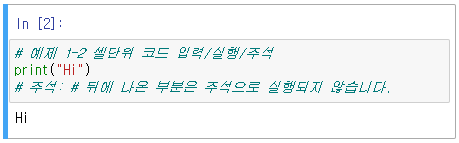 In [2]:
# 예제 1-2 셀단위 코드 입력/실행/주석
print("Hi")
# 주석: # 뒤에 나온 부분은 주석으로 실행되지 않습니다.
Hi